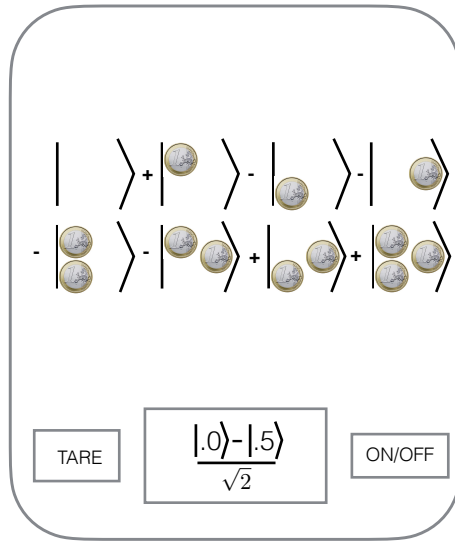 | ⟩ + | ⟩ - | ⟩ - | ⟩
- | ⟩ - | ⟩ + | ⟩ + | ⟩
TARE
|.0⟩-|.5⟩
√2
ON/OFF